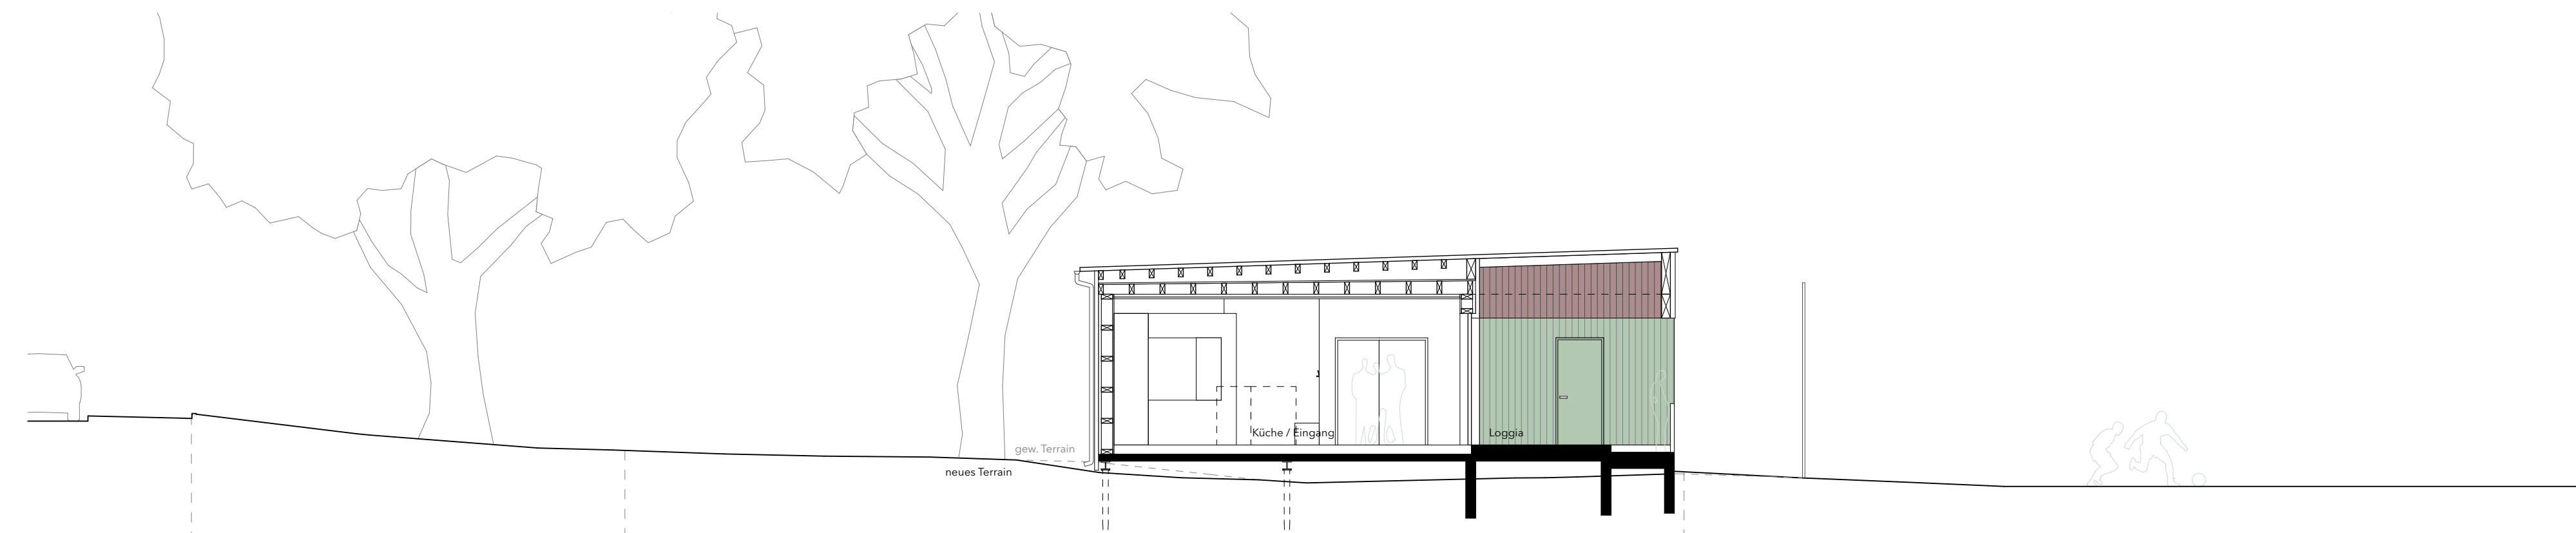 gew. Terrain
neues Terrain
Küche / Eingang
Loggia